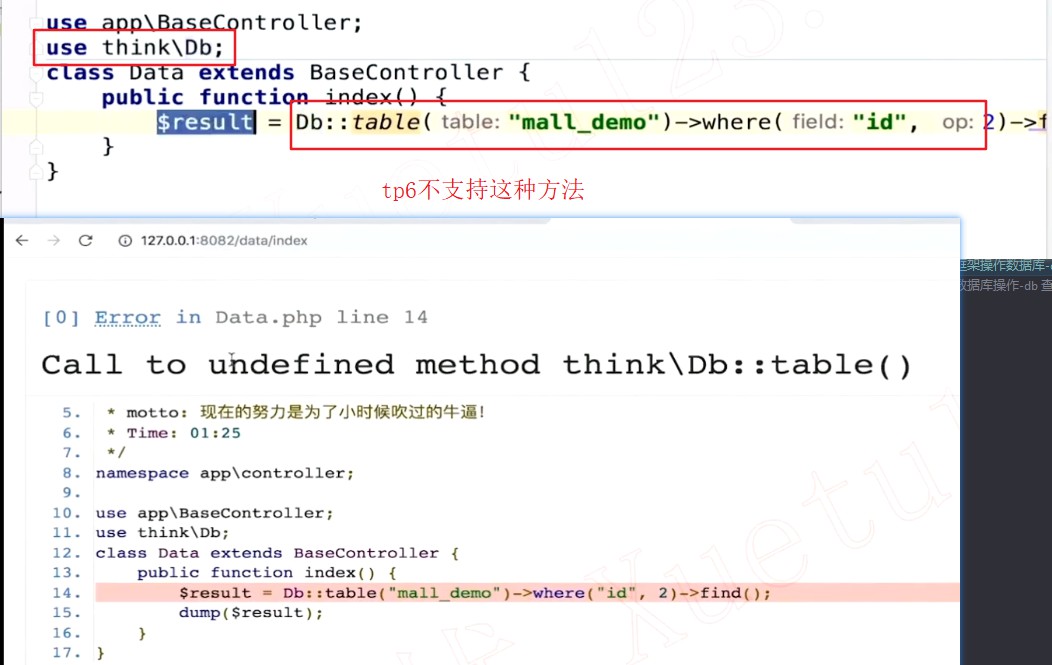 use app\BaseController;
use think\Db;
class Data extends BaseController {
public function index() {
$result = Db::table( table: "mall_demo")->where( field: "id", op: 2)->f
}
}
tp6不支持这种方法
127.0.0.1:8082/data/index
框架操作数据库-
数据库操作-db 查
[0] Error in Data.php line 14
Call to undefined method think\Db::table()
5. * motto: 现在的努力是为了小时候吹过的牛逼!
6. * Time: 01:25
7. */
8. namespace app\controller;
9.
10. use app\BaseController;
11. use think\Db;
12. class Data extends BaseController {
13. public function index() {
14. $result = Db::table("mall_demo")->where("id", 2)->find();
15. dump($result);
16. }
17. }